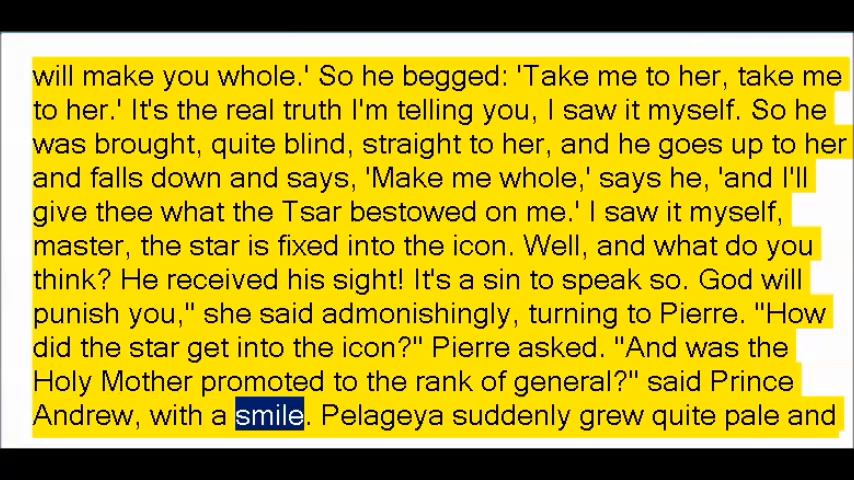 will make you whole.' So he begged: 'Take me to her, take me
to her.' It's the real truth I'm telling you, I saw it myself. So he
was brought, quite blind, straight to her, and he goes up to her
and falls down and says, 'Make me whole,' says he, 'and I'll
give thee what the Tsar bestowed on me.' I saw it myself,
master, the star is fixed into the icon. Well, and what do you
think? He received his sight! It's a sin to speak so. God will
punish you," she said admonishingly, turning to Pierre. "How
did the star get into the icon?" Pierre asked. "And was the
Holy Mother promoted to the rank of general?" said Prince
Andrew, with a smile. Pelageya suddenly grew quite pale and